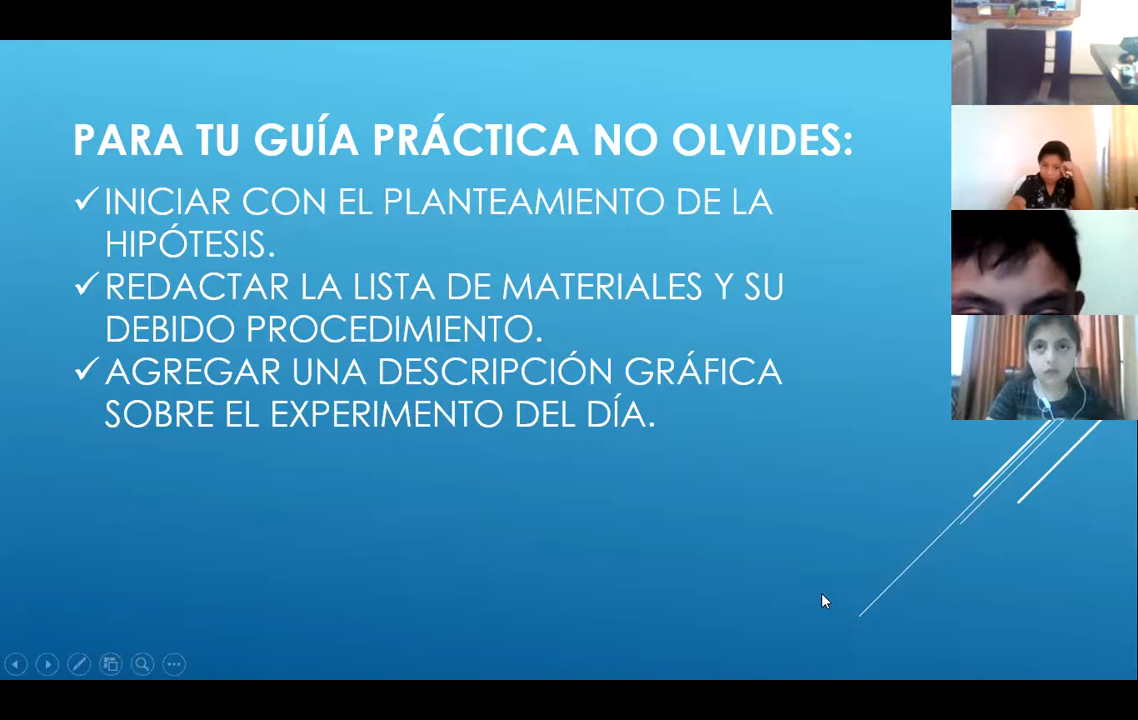 PARA TU GUÍA PRÁCTICA NO OLVIDES:
✓INICIAR CON EL PLANTEAMIENTO DE LA
HIPÓTESIS.
✓REDACTAR LA LISTA DE MATERIALES Y SU
DEBIDO PROCEDIMIENTO.
✓AGREGAR UNA DESCRIPCIÓN GRÁFICA
SOBRE EL EXPERIMENTO DEL DÍA.